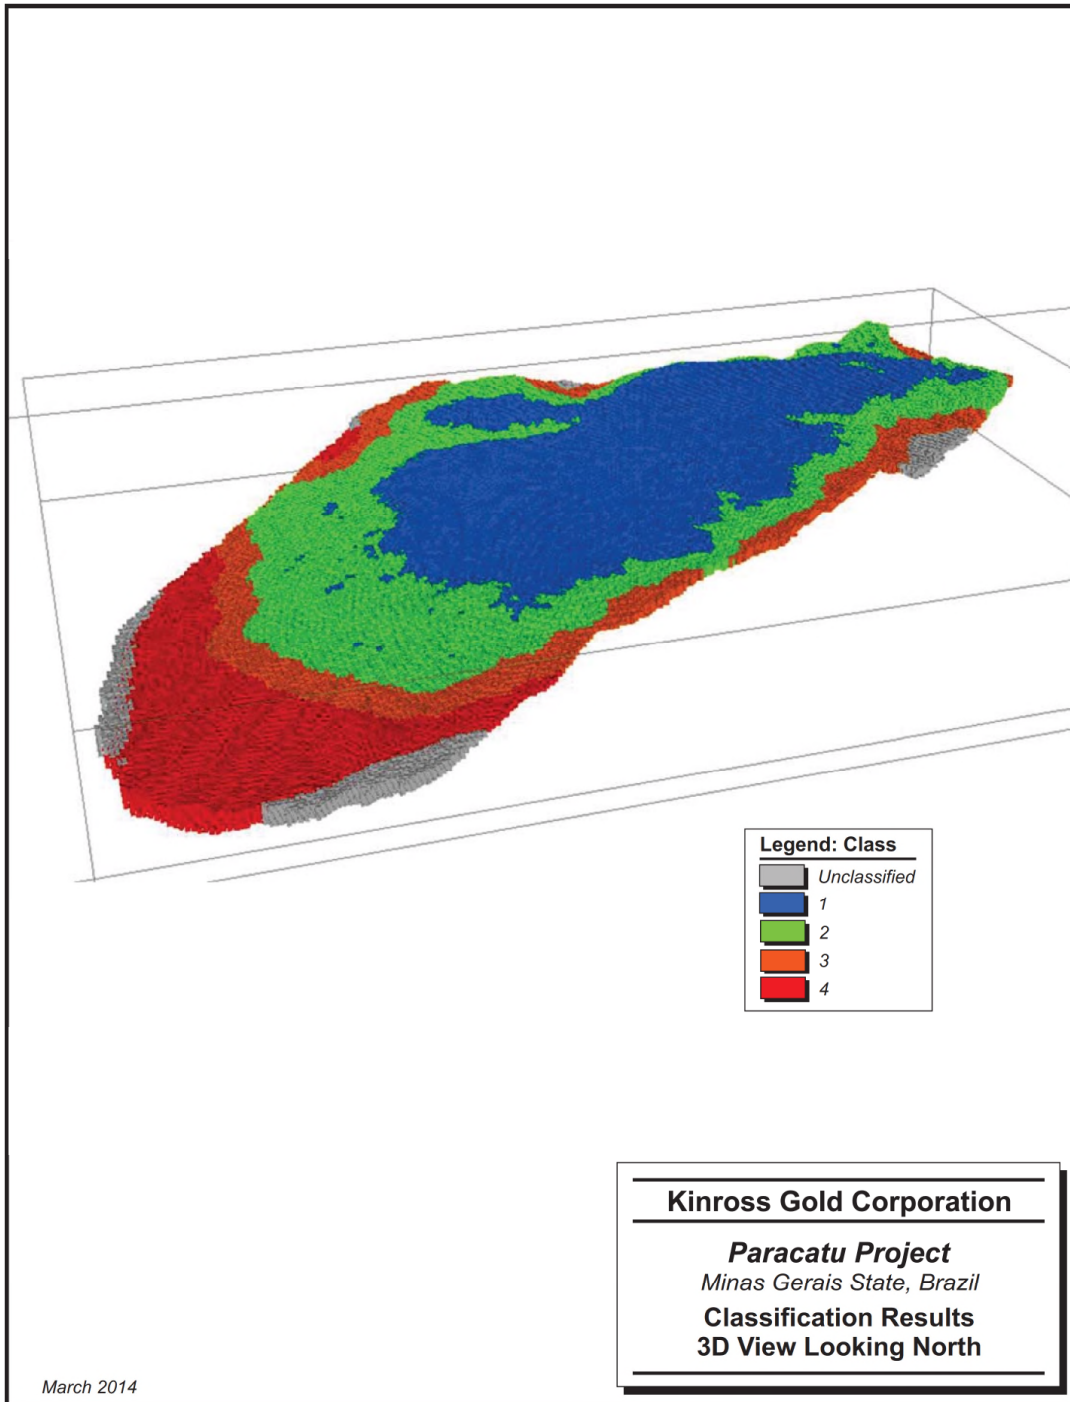 Legend: Class
Unclassified
1
2
3
4
Kinross Gold Corporation
Paracatu Project
Minas Gerais State, Brazil
Classification Results
3D View Looking North
March 2014